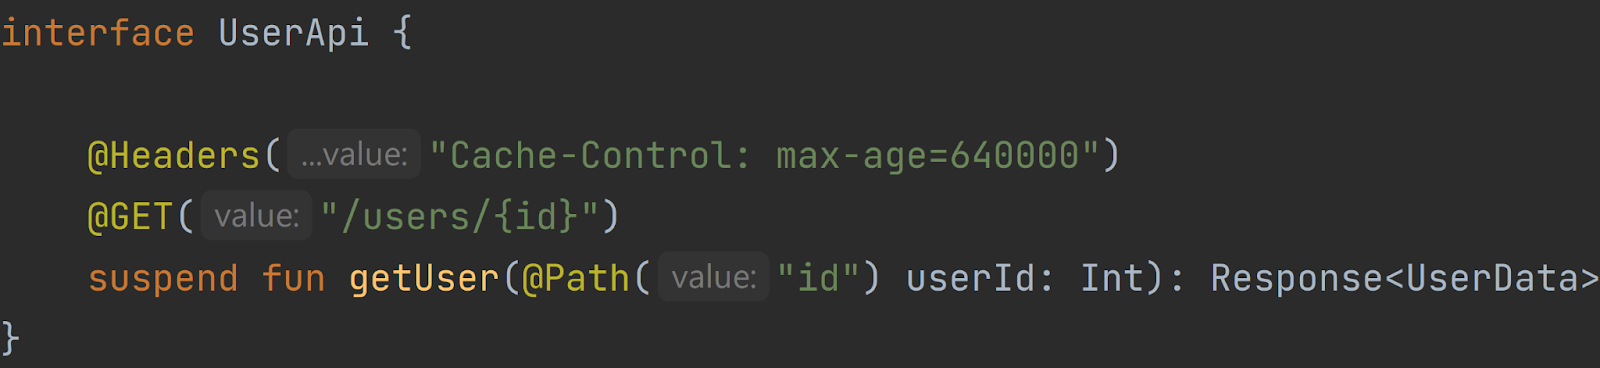 interface UserApi {
@Headers( ...value: "Cache-Control: max-age=640000")
@GET( value: "/users/{id}")
suspend fun getUser(@Path( value: "id") userId: Int): Response<UserData>
}